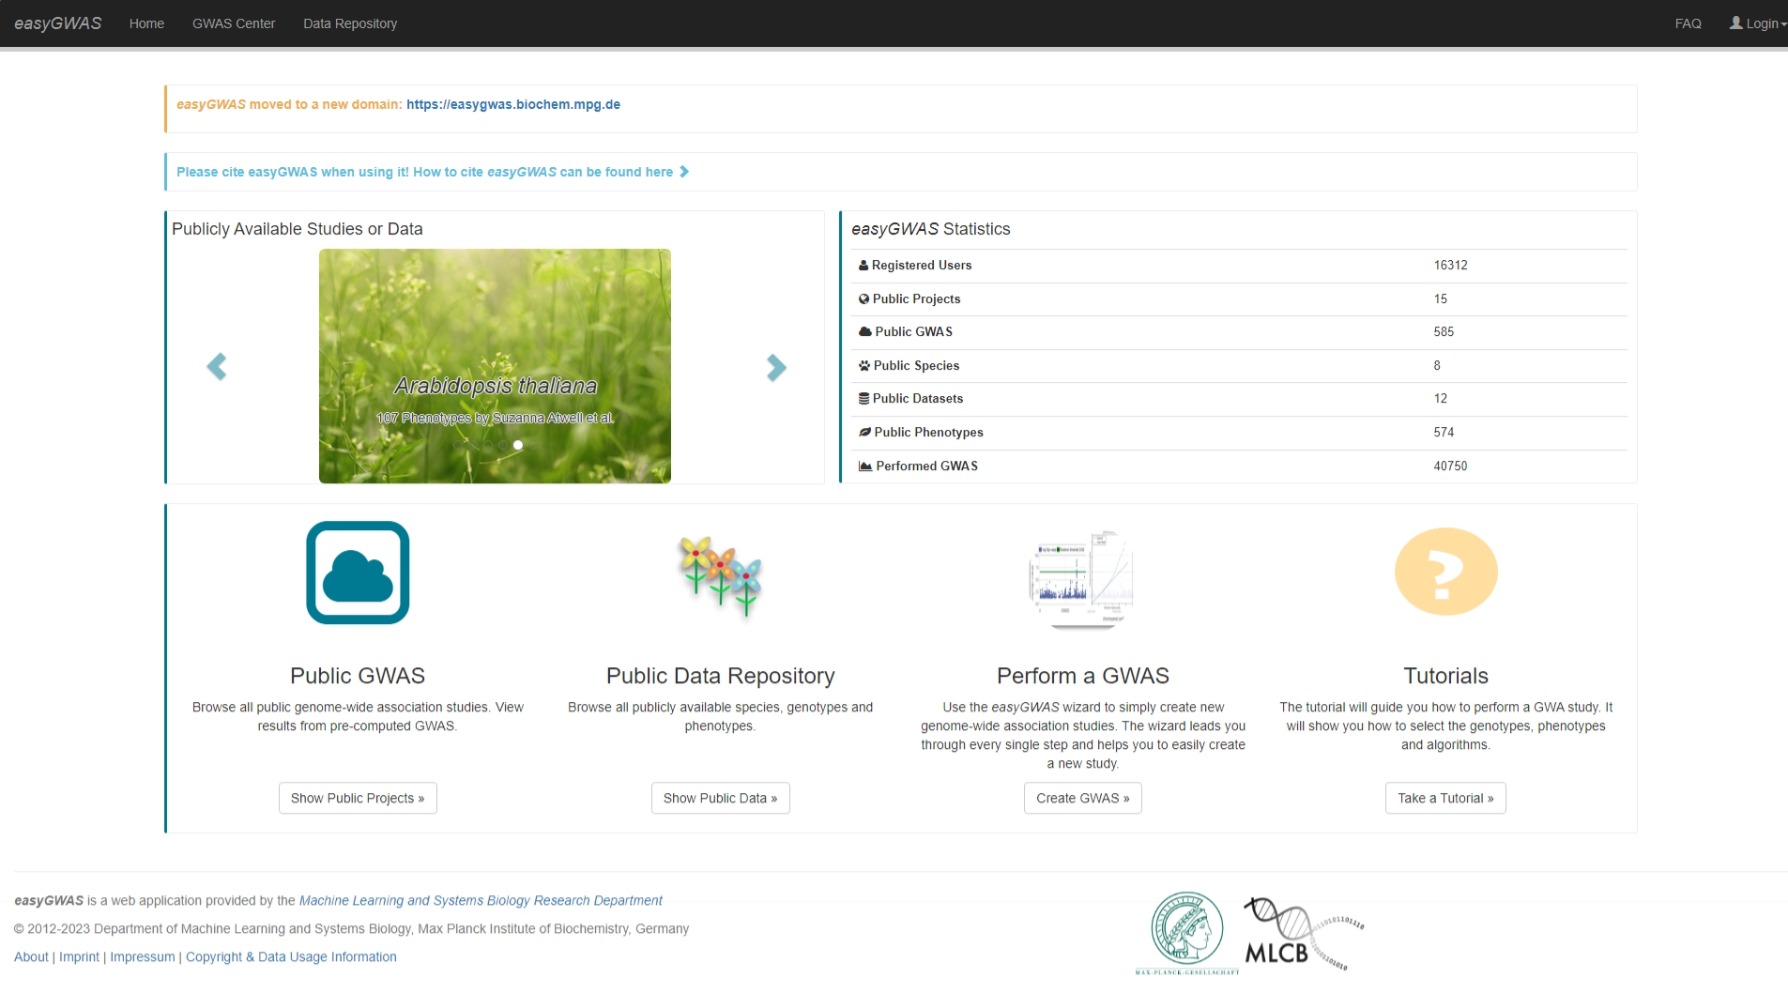 easyGWAS Home GWAS Center Data Repository FAQ Login
easyGWAS moved to a new domain: https://easygwas.biochem.mpg.de
Please cite easyGWAS when using it! How to cite easyGWAS can be found here
Publicly Available Studies or Data
Arabidopsis thaliana
107 Phenotypes by Suzanna Atwell et al.
easyGWAS Statistics
Registered Users 16312
Public Projects 15
Public GWAS 585
Public Species 8
Public Datasets 12
Public Phenotypes 574
Performed GWAS 40750
Public GWAS
Browse all public genome-wide association studies. View
results from pre-computed GWAS.
Show Public Projects »
Public Data Repository
Browse all publicly available species, genotypes and
phenotypes.
Show Public Data »
Perform a GWAS
Use the easyGWAS wizard to simply create new
genome-wide association studies. The wizard leads you
through every single step and helps you to easily create
a new study.
Create GWAS »
Tutorials
The tutorial will guide you how to perform a GWA study. It
will show you how to select the genotypes, phenotypes
and algorithms.
Take a Tutorial »
easyGWAS is a web application provided by the Machine Learning and Systems Biology Research Department
© 2012-2023 Department of Machine Learning and Systems Biology, Max Planck Institute of Biochemistry, Germany
About | Imprint | Impressum | Copyright & Data Usage Information
MAX-PLANCK-GESELLSCHAFT
MLCB